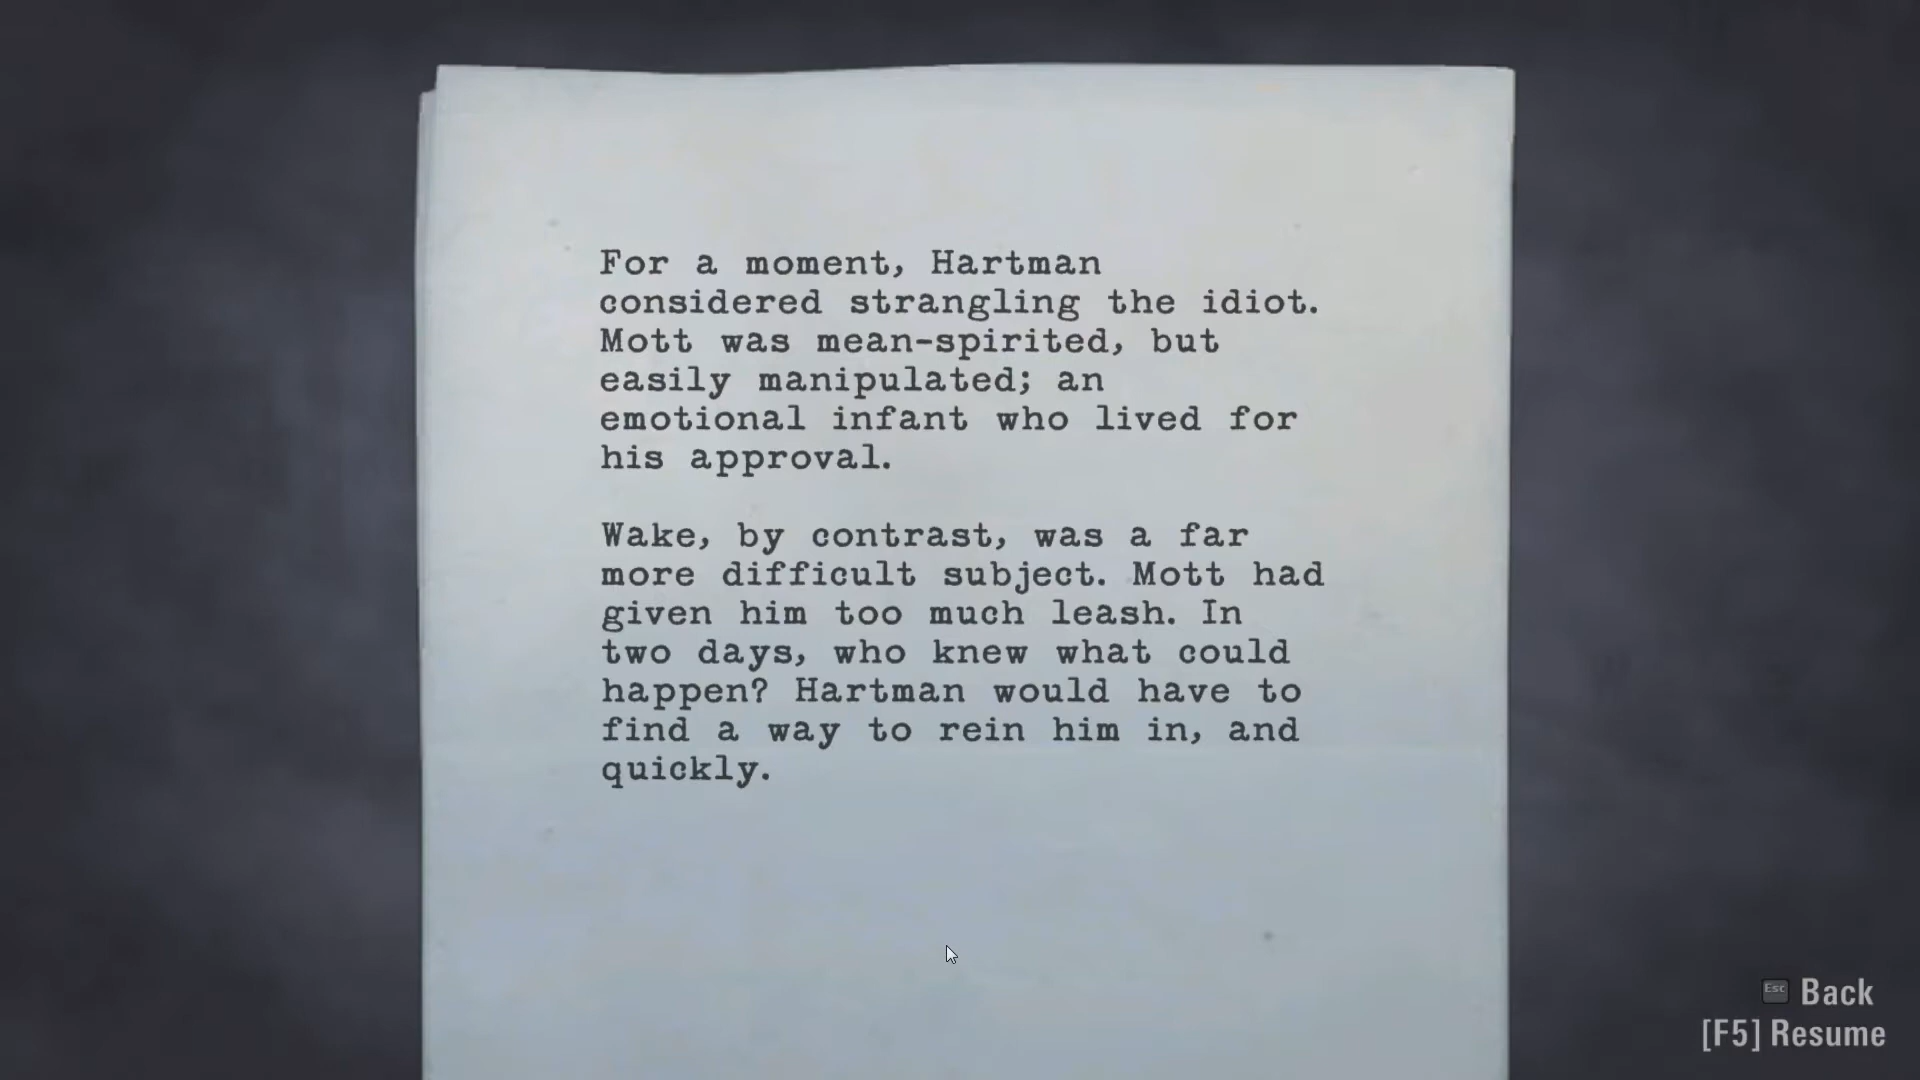 For a moment, Hartman
considered strangling the idiot.
Mott was mean-spirited, but
easily manipulated; an
emotional infant who lived for
his approval.
Wake, by contrast, was a far
more difficult subject. Mott had
given him too much leash. In
two days, who knew what could
happen? Hartman would have to
find a way to rein him in, and
quickly.
Esc Back
[F5] Resume